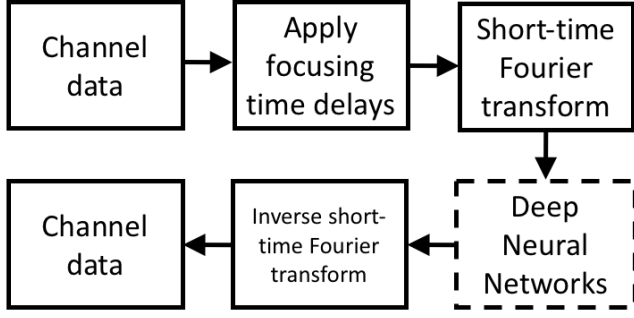 Channel
data
Apply
focusing
time delays
Short-time
Fourier
transform
Deep
Neural
Networks
Inverse short-
time Fourier
transform
Channel
data